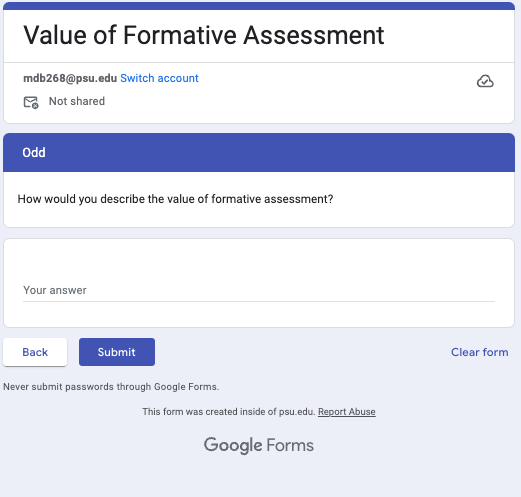 Value of Formative Assessment
mdb268@psu.edu Switch account
Not shared
Odd
How would you describe the value of formative assessment?
Your answer
Back
Submit
Clear form
Never submit passwords through Google Forms.
This form was created inside of psu.edu. Report Abuse
Google Forms